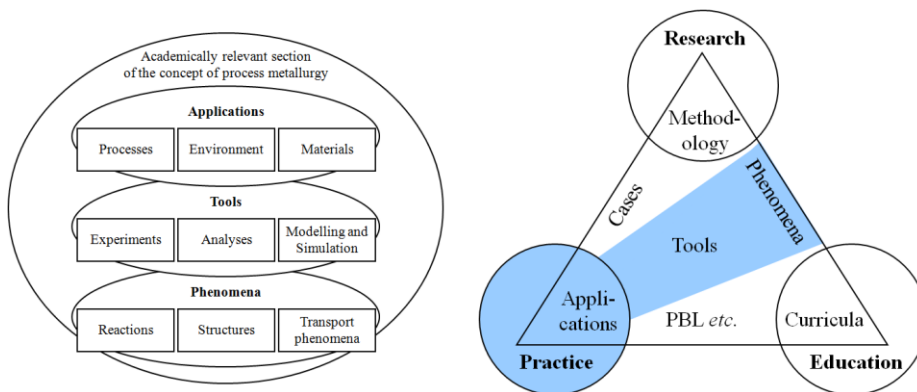 Academically relevant section
of the concept of process metallurgy
Applications
Processes
Environment
Materials
Tools
Experiments
Analyses
Modelling and
Simulation
Phenomena
Reactions
Structures
Transport
phenomena
Research
Method-
ology
Cases
Phenomena
Tools
Appli-
cations
PBL etc.
Curricula
Practice
Education